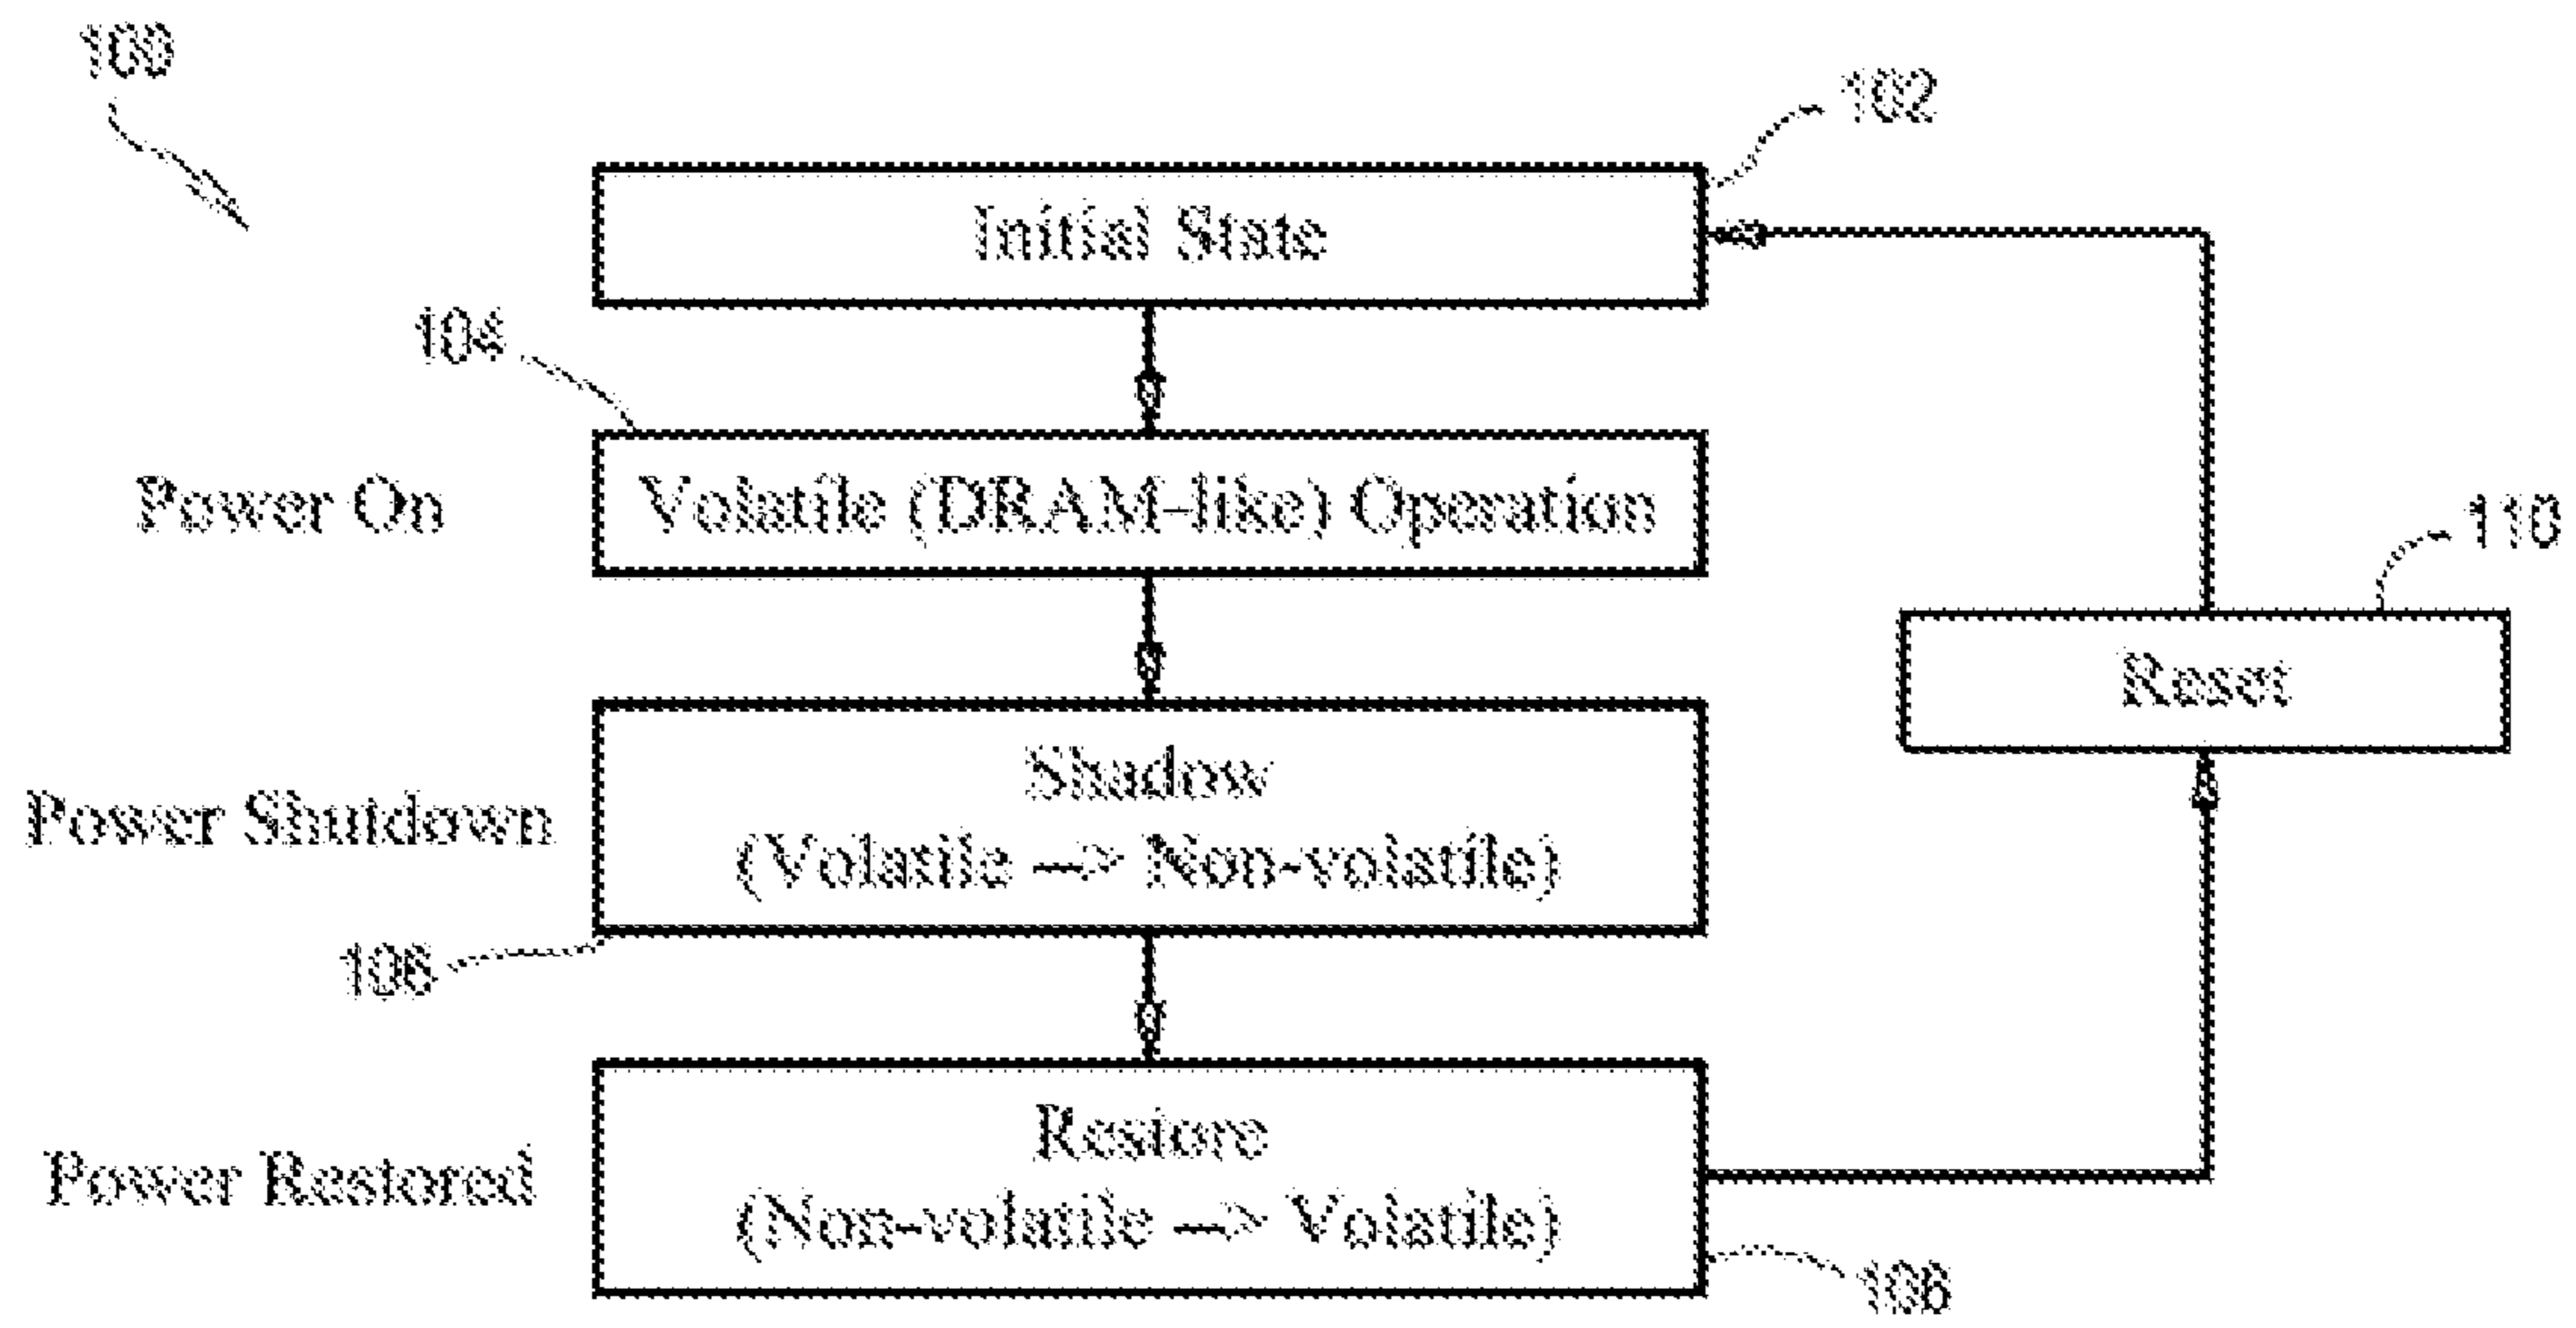 100
102
Initial State
104
Power On
Volatile (DRAM-like) Operation
110
Reset
Power Shutdown
Shadow
(Volatile --> Non-volatile)
106
Power Restored
Restore
(Non-volatile --> Volatile)